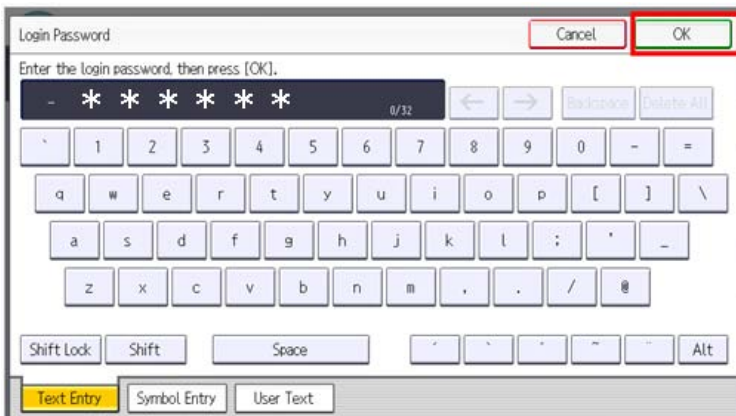 Login Password Cancel OK
Enter the login password, then press [OK].
- * * * * * * 0/32 ← → Backspace Delete All
` 1 2 3 4 5 6 7 8 9 0 - =
q w e r t y u i o p [ ] \
a s d f g h j k l ; ' _
z x c v b n m , . / @
Shift Lock Shift Space ´ ` ^ ~ ¨ Alt
Text Entry Symbol Entry User Text